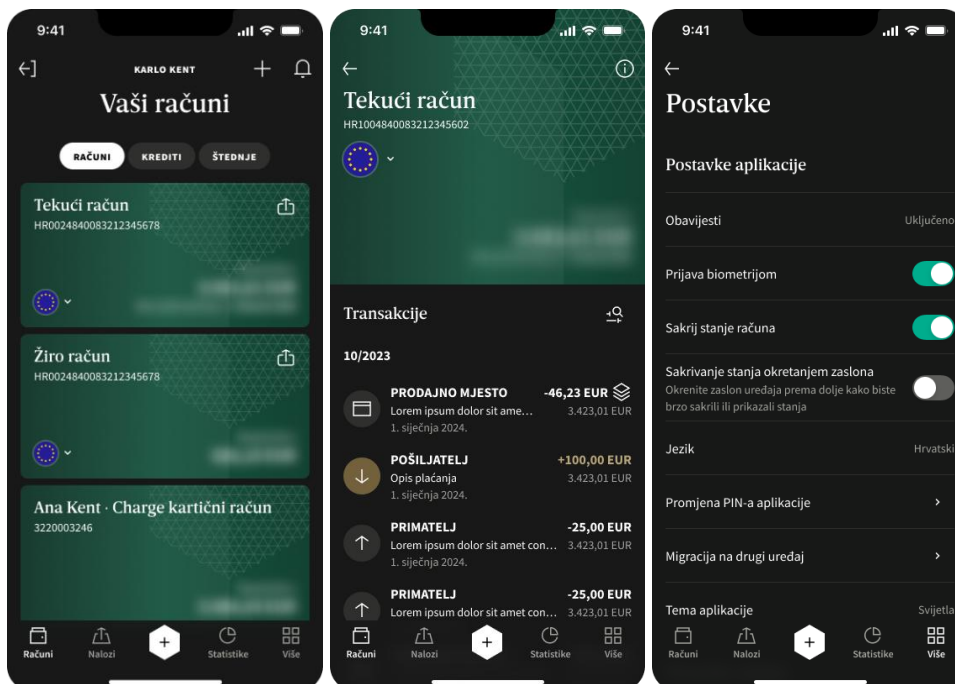 9:41
KARLO KENT
Vaši računi
RAČUNI KREDITI ŠTEDNJE
Tekući račun
HR0024840083212345678
Žiro račun
HR0024840083212345678
Ana Kent · Charge kartični račun
3220003246
Računi Nalozi Statistike Više
9:41
Tekući račun
HR1004840083212345602
Transakcije
10/2023
PRODAJNO MJESTO -46,23 EUR
Lorem ipsum dolor sit ame... 3.423,01 EUR
1. siječnja 2024.
POŠILJATELJ +100,00 EUR
Opis plaćanja 3.423,01 EUR
1. siječnja 2024.
PRIMATELJ -25,00 EUR
Lorem ipsum dolor sit amet con... 3.423,01 EUR
1. siječnja 2024.
PRIMATELJ -25,00 EUR
Lorem ipsum dolor sit amet con... 3.423,01 EUR
Računi Nalozi Statistike Više
9:41
Postavke
Postavke aplikacije
Obavijesti Uključeno
Prijava biometrijom
Sakrij stanje računa
Sakrivanje stanja okretanjem zaslona
Okrenite zaslon uređaja prema dolje kako biste
brzo sakrili ili prikazali stanja
Jezik Hrvatski
Promjena PIN-a aplikacije
Migracija na drugi uređaj
Tema aplikacije Svijetla
Računi Nalozi Statistike Više